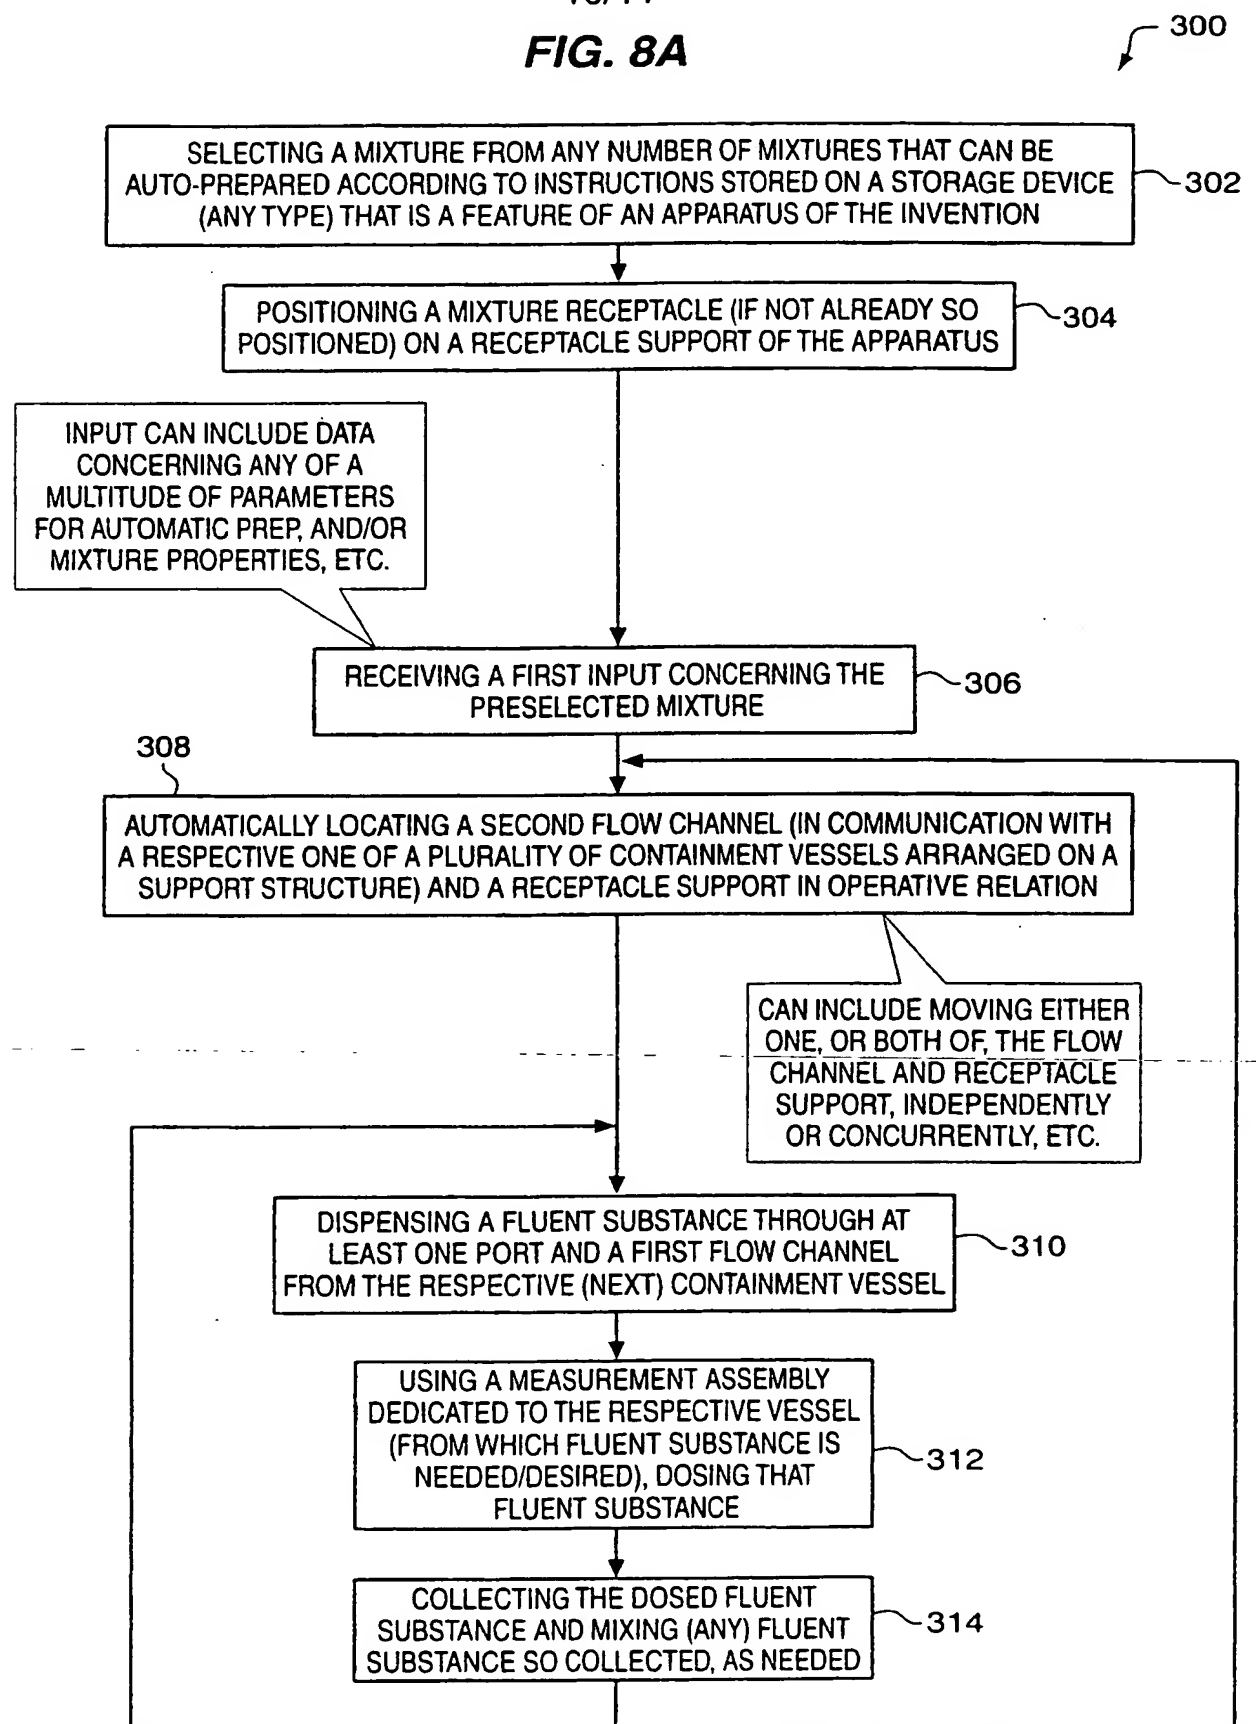 FIG. 8A
300
SELECTING A MIXTURE FROM ANY NUMBER OF MIXTURES THAT CAN BE
AUTO-PREPARED ACCORDING TO INSTRUCTIONS STORED ON A STORAGE DEVICE
(ANY TYPE) THAT IS A FEATURE OF AN APPARATUS OF THE INVENTION
302
POSITIONING A MIXTURE RECEPTACLE (IF NOT ALREADY SO
POSITIONED) ON A RECEPTACLE SUPPORT OF THE APPARATUS
304
INPUT CAN INCLUDE DATA
CONCERNING ANY OF A
MULTITUDE OF PARAMETERS
FOR AUTOMATIC PREP, AND/OR
MIXTURE PROPERTIES, ETC.
RECEIVING A FIRST INPUT CONCERNING THE
PRESELECTED MIXTURE
306
308
AUTOMATICALLY LOCATING A SECOND FLOW CHANNEL (IN COMMUNICATION WITH
A RESPECTIVE ONE OF A PLURALITY OF CONTAINMENT VESSELS ARRANGED ON A
SUPPORT STRUCTURE) AND A RECEPTACLE SUPPORT IN OPERATIVE RELATION
CAN INCLUDE MOVING EITHER
ONE, OR BOTH OF, THE FLOW
CHANNEL AND RECEPTACLE
SUPPORT, INDEPENDENTLY
OR CONCURRENTLY, ETC.
DISPENSING A FLUENT SUBSTANCE THROUGH AT
LEAST ONE PORT AND A FIRST FLOW CHANNEL
FROM THE RESPECTIVE (NEXT) CONTAINMENT VESSEL
310
USING A MEASUREMENT ASSEMBLY
DEDICATED TO THE RESPECTIVE VESSEL
(FROM WHICH FLUENT SUBSTANCE IS
NEEDED/DESIRED), DOSING THAT
FLUENT SUBSTANCE
312
COLLECTING THE DOSED FLUENT
SUBSTANCE AND MIXING (ANY) FLUENT
SUBSTANCE SO COLLECTED, AS NEEDED
314